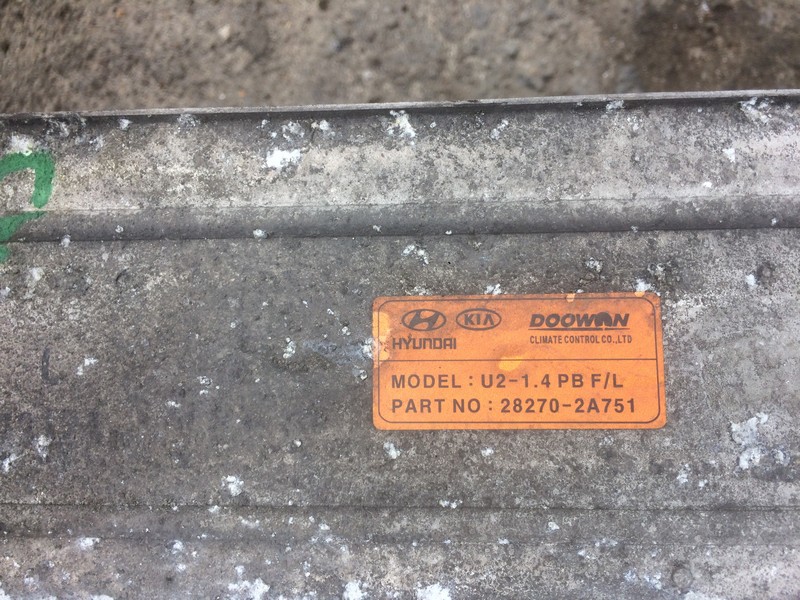 KIA DOOWON
HYUNDAI CLIMATE CONTROL CO.,LTD
MODEL : U2-1.4 PB F/L
PART NO : 28270-2A751